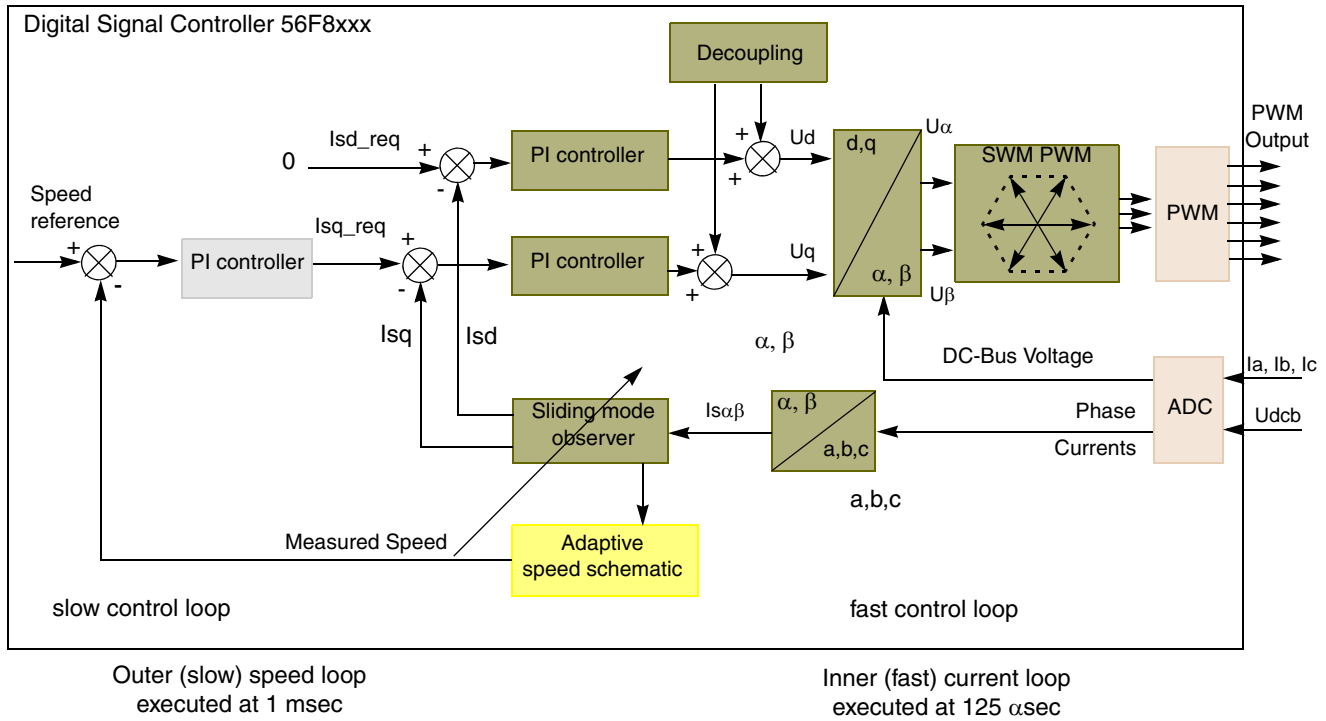 Digital Signal Controller 56F8xxx
Decoupling
PWM
Output
Isd_req
+
+
Ud
d,q
Uα
0
PI controller
SWM PWM
-
+
Speed
reference
Isq_req
+
PI controller
Uq
PWM
+
PI controller
+
-
-
+
α, β
Uβ
Isq
Isd
α, β
DC-Bus Voltage
Ia, Ib, Ic
ADC
Sliding mode
observer
Isαβ
α, β
a,b,c
Phase
Currents
Udcb
a,b,c
Measured Speed
Adaptive
speed schematic
slow control loop
fast control loop
Outer (slow) speed loop
executed at 1 msec
Inner (fast) current loop
executed at 125 αsec